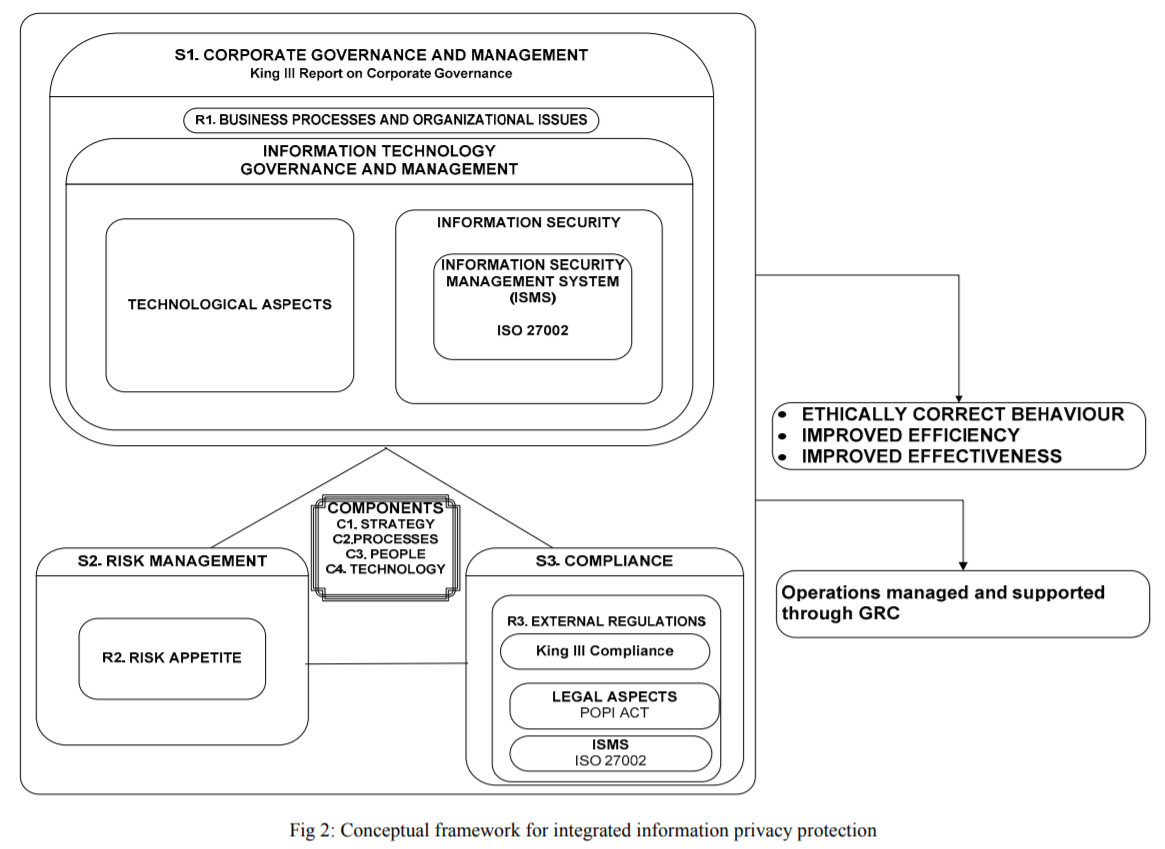 S1. CORPORATE GOVERNANCE AND MANAGEMENT
King III Report on Corporate Governance
R1. BUSINESS PROCESSES AND ORGANIZATIONAL ISSUES
INFORMATION TECHNOLOGY
GOVERNANCE AND MANAGEMENT
TECHNOLOGICAL ASPECTS
INFORMATION SECURITY
INFORMATION SECURITY
MANAGEMENT SYSTEM
(ISMS)
ISO 27002
• ETHICALLY CORRECT BEHAVIOUR
• IMPROVED EFFICIENCY
• IMPROVED EFFECTIVENESS
COMPONENTS
C1. STRATEGY
C2.PROCESSES
C3. PEOPLE
C4. TECHNOLOGY
S2. RISK MANAGEMENT
R2. RISK APPETITE
S3. COMPLIANCE
R3. EXTERNAL REGULATIONS
King III Compliance
LEGAL ASPECTS
POPI ACT
ISMS
ISO 27002
Operations managed and supported
through GRC
Fig 2: Conceptual framework for integrated information privacy protection